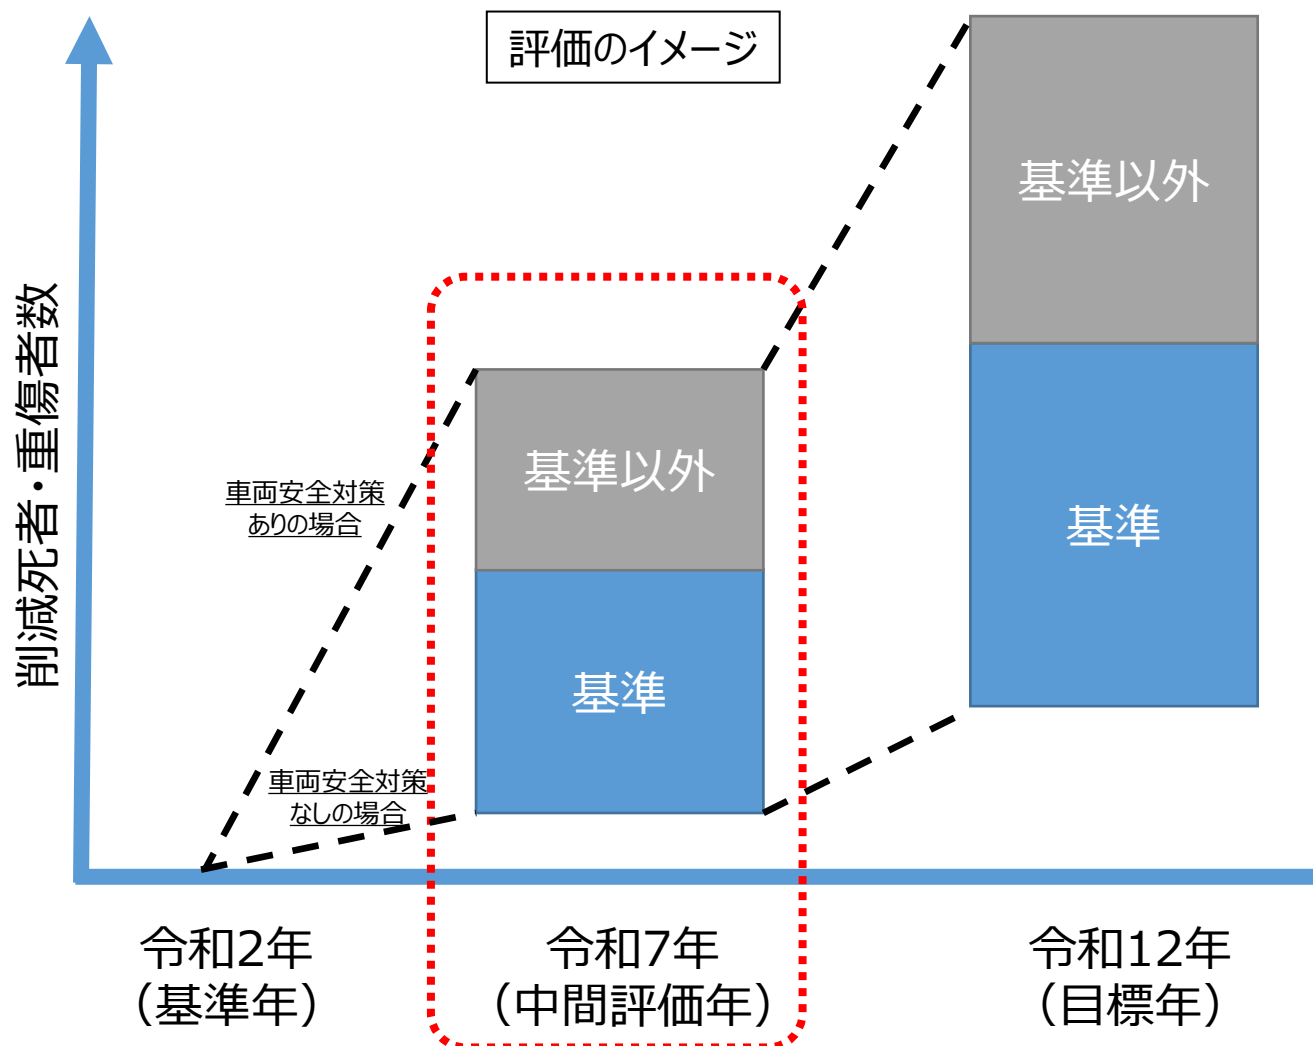 評価のイメージ
削減死者・重傷者数
基準以外
基準以外
基準
基準
車両安全対策
ありの場合
車両安全対策
なしの場合
令和2年
（基準年）
令和7年
（中間評価年）
令和12年
（目標年）